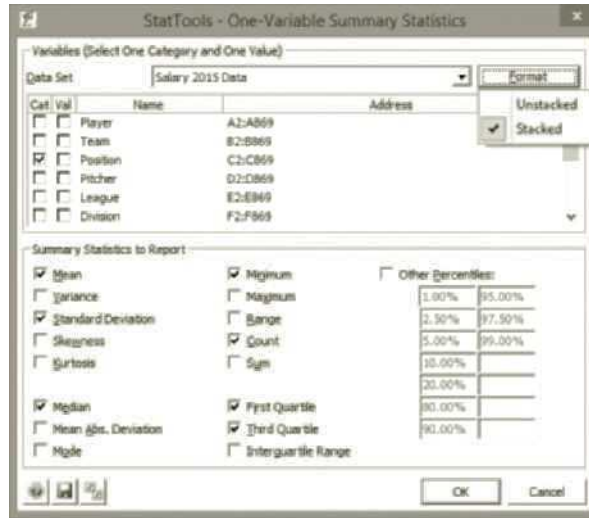 StatTools - One-Variable Summary Statistics
Variables (Select One Category and One Value)
Data Set Salary 2015 Data Format
Unstacked
Stacked
Cat Val Name Address
Player A2:A869
Team B2:B869
Position C2:C869
Pitcher D2:D869
League E2:E869
Division F2:F869
Summary Statistics to Report
Mean Minimum Other Percentiles:
Variance Maximum 1.00% 95.00%
Standard Deviation Range 2.50% 97.50%
Skewness Count 5.00% 99.00%
Kurtosis Sum 10.00%
20.00%
Median First Quartile 80.00%
Mean Abs. Deviation Third Quartile 90.00%
Mode Interquartile Range
OK Cancel